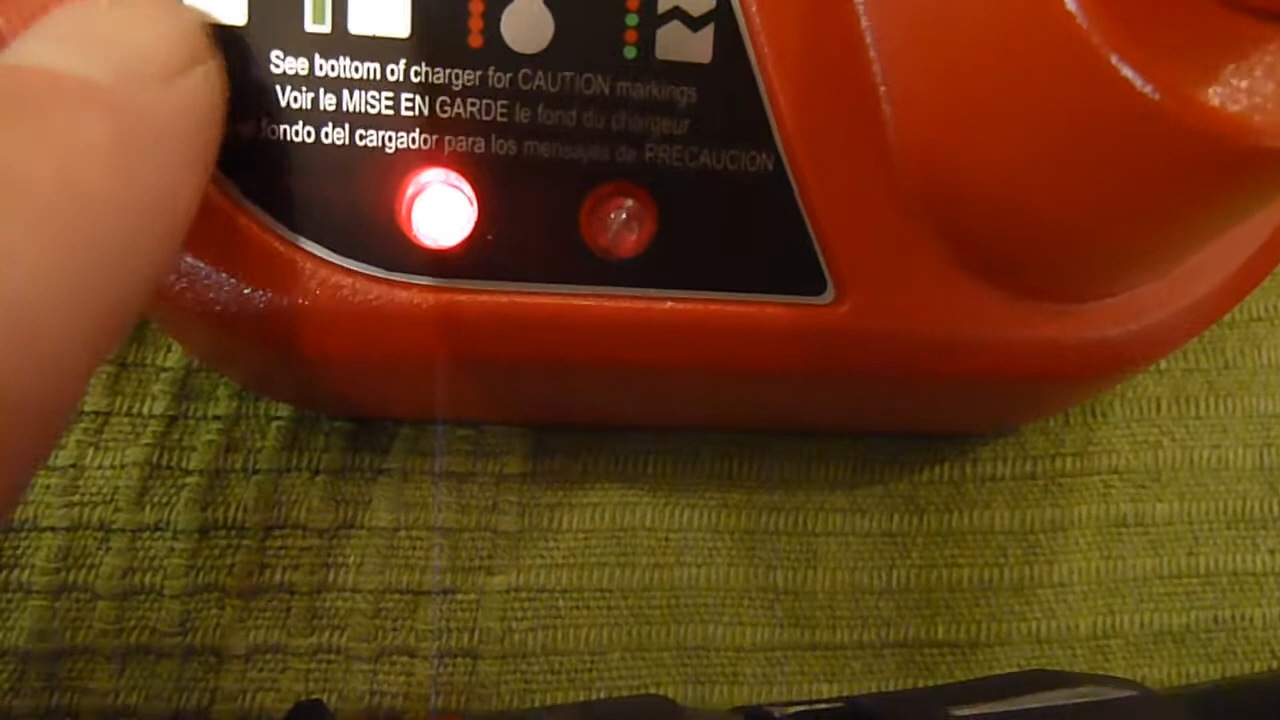 See bottom of charger for CAUTION markings
Voir le MISE EN GARDE le fond du chargeur
fondo del cargador para los mensajes de PRECAUCION